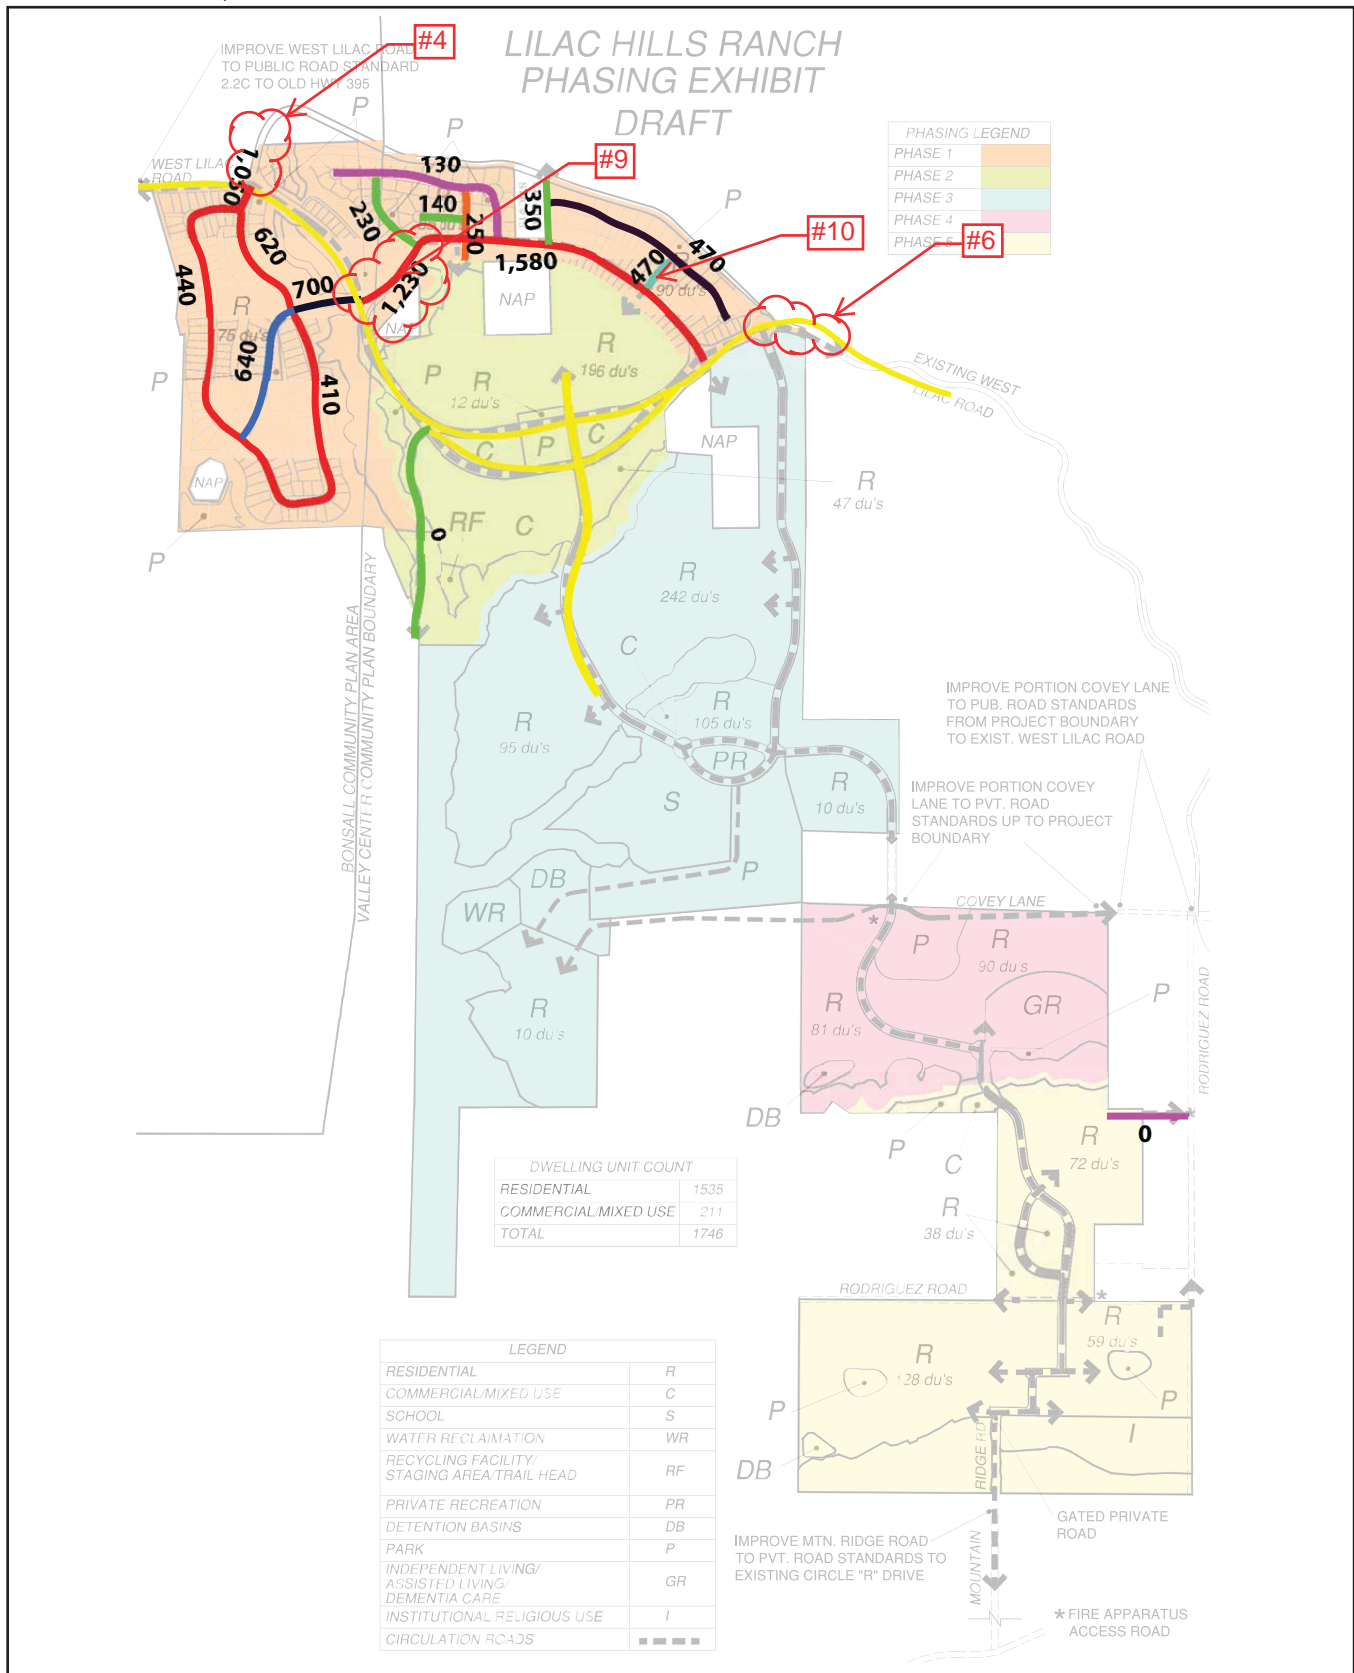 LILAC HILLS RANCH
PHASING EXHIBIT
DRAFT
IMPROVE WEST LILAC ROAD
TO PUBLIC ROAD STANDARD
2.2C TO OLD HWY 395
#4
P
P
#9
PHASING LEGEND
PHASE 1
PHASE 2
PHASE 3
PHASE 4
PHASE 5
WEST LILAC
ROAD
130
230
140
250
350
P
#10
#6
620
440
700
1,230
1,580
470
470
90 du's
R
175 du's
NAP
NAP
640
410
R
196 du's
P
R
12 du's
EXISTING WEST
LILAC ROAD
P
C
P
C
NAP
NAP
R
47 du's
RF
C
0
P
P
R
242 du's
BONSALL COMMUNITY PLAN AREA
VALLEY CENTER COMMUNITY PLAN BOUNDARY
C
IMPROVE PORTION COVEY LANE
TO PUB. ROAD STANDARDS
FROM PROJECT BOUNDARY
TO EXIST. WEST LILAC ROAD
R
95 du's
R
105 du's
PR
S
R
10 du's
IMPROVE PORTION COVEY
LANE TO PVT. ROAD
STANDARDS UP TO PROJECT
BOUNDARY
DB
P
WR
COVEY LANE
*
P
R
90 du's
R
10 du's
R
81 du's
GR
P
RODRIGUEZ ROAD
DB
P
C
*
0
R
72 du's
DWELLING UNIT COUNT
RESIDENTIAL 1535
COMMERCIAL/MIXED USE 211
TOTAL 1746
R
38 du's
RODRIGUEZ ROAD
*
R
59 du's
R
128 du's
P
P
DB
I
RIDGE RD
MOUNTAIN
GATED PRIVATE
ROAD
IMPROVE MTN. RIDGE ROAD
TO PVT. ROAD STANDARDS TO
EXISTING CIRCLE "R" DRIVE
* FIRE APPARATUS
ACCESS ROAD
LEGEND
RESIDENTIAL R
COMMERCIAL/MIXED USE C
SCHOOL S
WATER RECLAIMATION WR
RECYCLING FACILITY/
STAGING AREA/TRAIL HEAD RF
PRIVATE RECREATION PR
DETENTION BASINS DB
PARK P
INDEPENDENT LIVING/
ASSISTED LIVING/
DEMENTIA CARE GR
INSTITUTIONAL/RELIGIOUS USE I
CIRCULATION ROADS